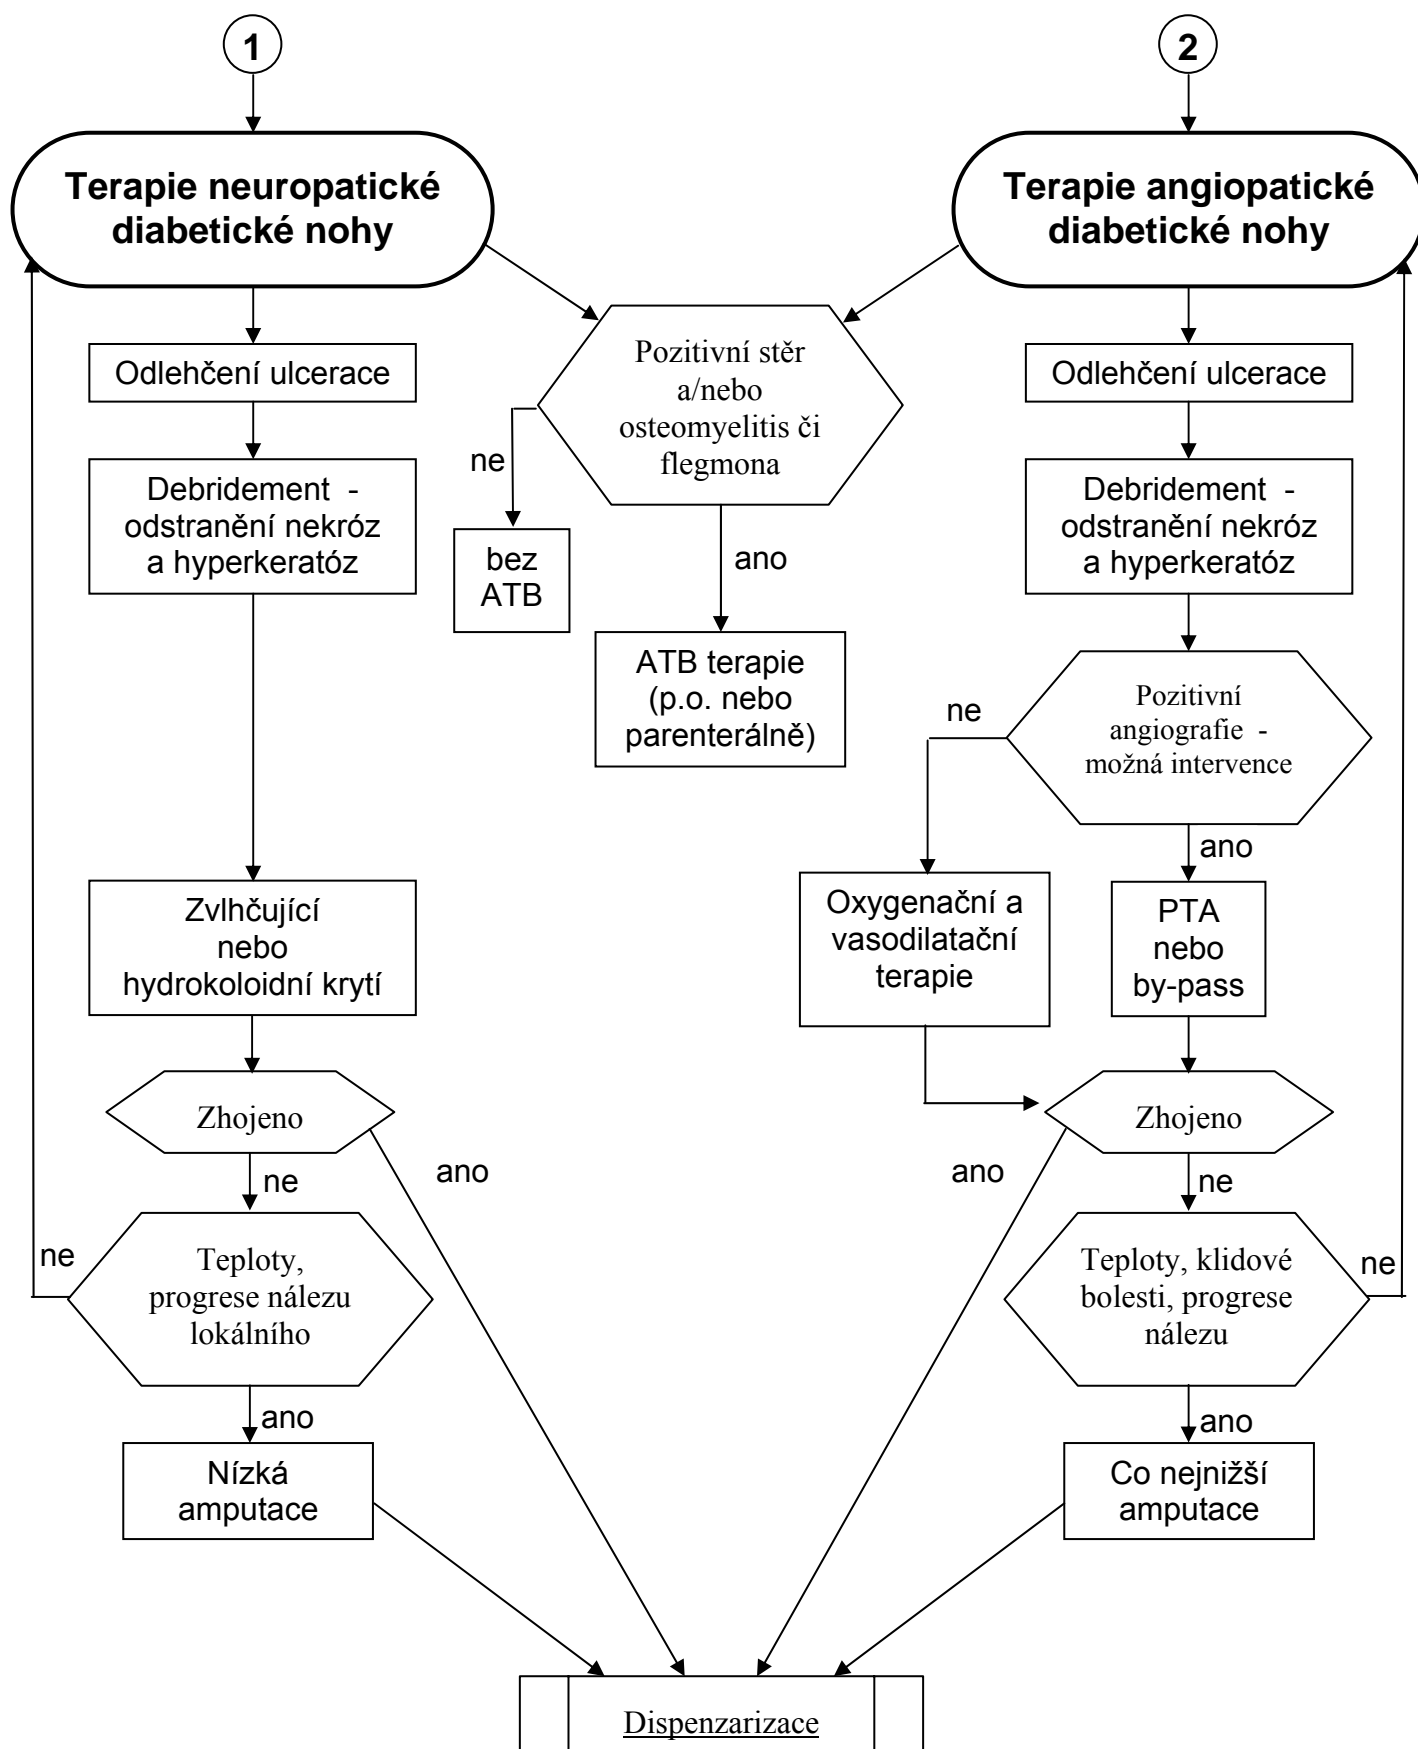 1
2
Terapie neuropatické
diabetické nohy
Terapie angiopatické
diabetické nohy
Odlehčení ulcerace
Pozitivní stěr
a/nebo
osteomyelitis či
flegmona
Odlehčení ulcerace
ne
Debridement -
odstranění nekróz
a hyperkeratóz
Debridement -
odstranění nekróz
a hyperkeratóz
bez
ATB
ano
ATB terapie
(p.o. nebo
parenterálně)
ne
Pozitivní
angiografie -
možná intervence
ano
Zvlhčující
nebo
hydrokoloidní krytí
Oxygenační a
vasodilatační
terapie
PTA
nebo
by-pass
Zhojeno
Zhojeno
ne
ano
ano
ne
ne
Teploty,
progrese nálezu
lokálního
Teploty, klidové
bolesti, progrese
nálezu
ne
ano
ano
Nízká
amputace
Co nejnižší
amputace
Dispenzarizace